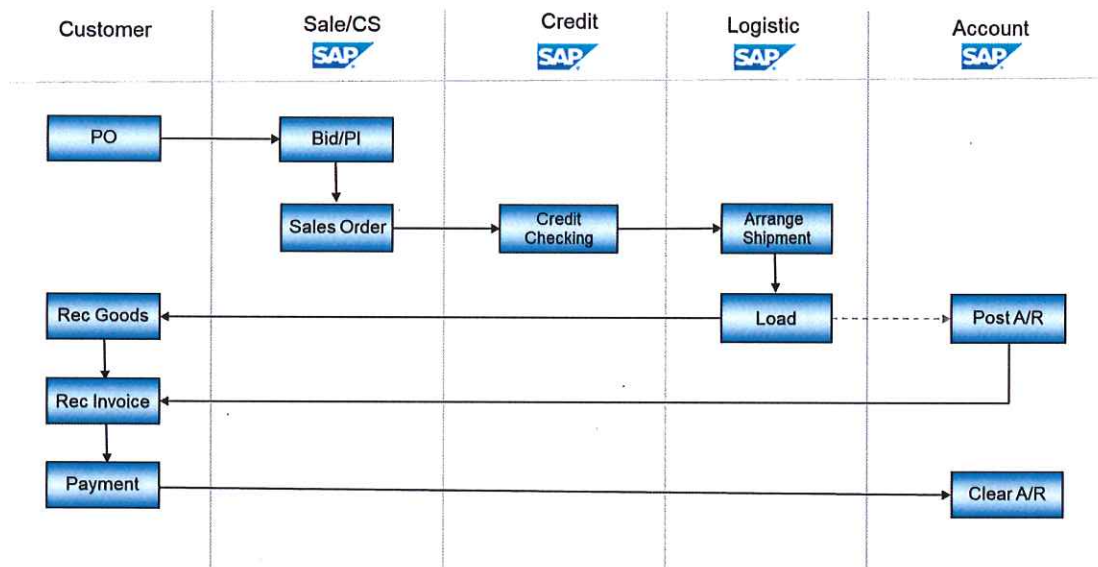 Customer
Sale/CS
Credit
Logistic
Account
SAP
SAP
SAP
SAP
PO
Bid/PI
Sales Order
Credit
Checking
Arrange
Shipment
Rec Goods
Load
Post A/R
Rec Invoice
Payment
Clear A/R